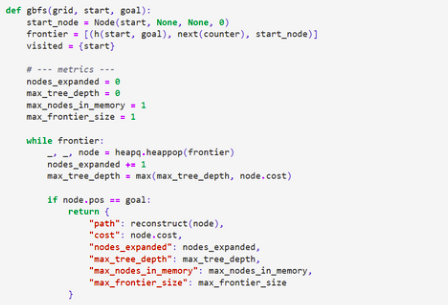 def gbfs(grid, start, goal):
    start_node = Node(start, None, None, 0)
    frontier = [(h(start, goal), next(counter), start_node)]
    visited = {start}

    # --- metrics ---
    nodes_expanded = 0
    max_tree_depth = 0
    max_nodes_in_memory = 1
    max_frontier_size = 1

    while frontier:
        _, _, node = heapq.heappop(frontier)
        nodes_expanded += 1
        max_tree_depth = max(max_tree_depth, node.cost)

        if node.pos == goal:
            return {
                "path": reconstruct(node),
                "cost": node.cost,
                "nodes_expanded": nodes_expanded,
                "max_tree_depth": max_tree_depth,
                "max_nodes_in_memory": max_nodes_in_memory,
                "max_frontier_size": max_frontier_size
            }